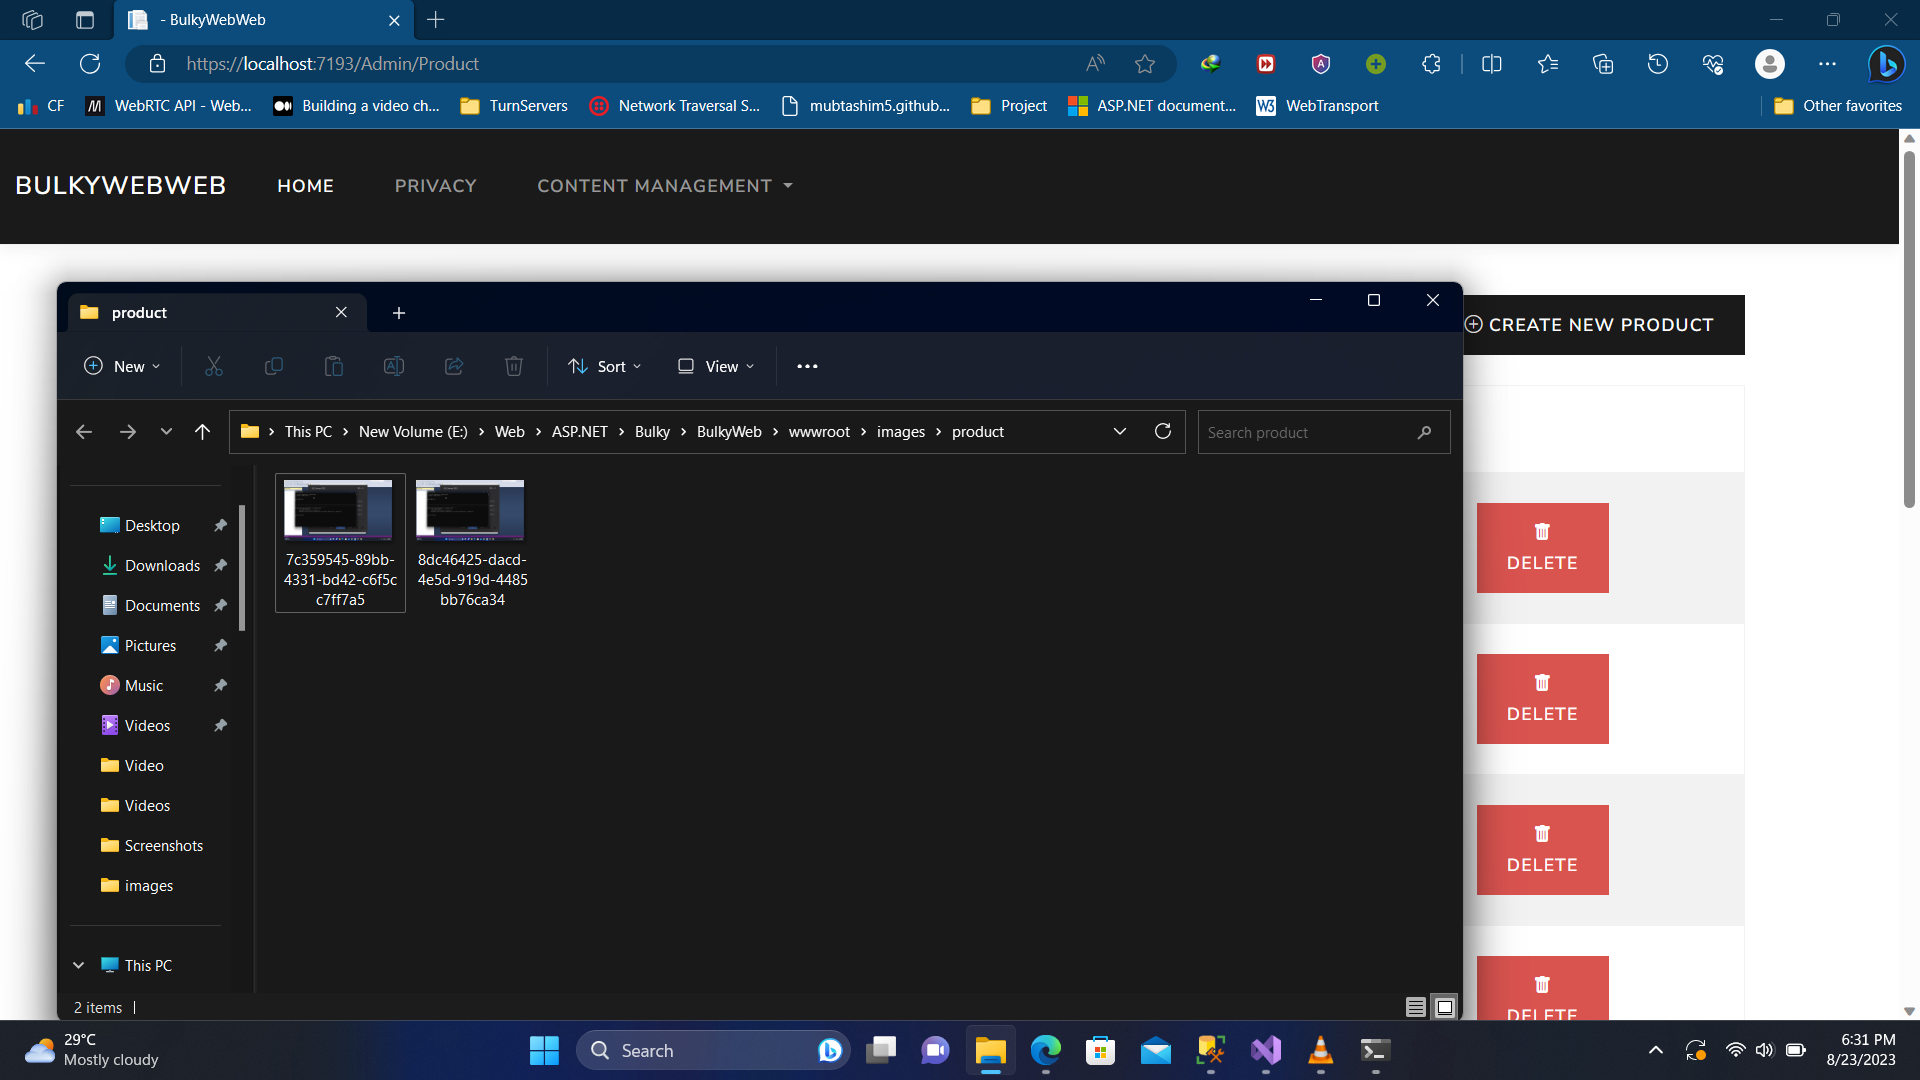 - BulkyWebWeb
https://localhost:7193/Admin/Product
CF
WebRTC API - Web...
Building a video ch...
TurnServers
Network Traversal S...
mubtashim5.github...
Project
ASP.NET document...
WebTransport
Other favorites
BULKYWEBWEB
HOME
PRIVACY
CONTENT MANAGEMENT
CREATE NEW PRODUCT
product
New
Sort
View
This PC
New Volume (E:)
Web
ASP.NET
Bulky
BulkyWeb
wwwroot
images
product
Search product
Desktop
Downloads
Documents
Pictures
Music
Videos
Video
Videos
Screenshots
images
This PC
7c359545-89bb-
4331-bd42-c6f5c
c7ff7a5
8dc46425-dacd-
4e5d-919d-4485
bb76ca34
2 items
DELETE
DELETE
DELETE
DELETE
29°C
Mostly cloudy
Search
6:31 PM
8/23/2023